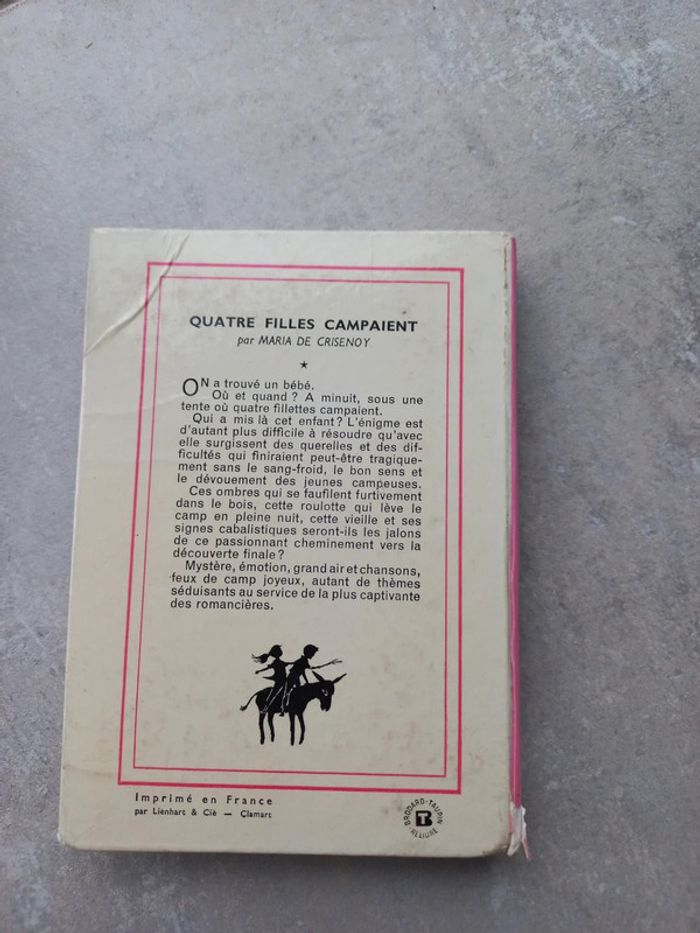 QUATRE FILLES CAMPAIENT
par MARIA DE CRISENOY
ON a trouvé un bébé.
Où et quand ? A minuit, sous une
tente où quatre fillettes campaient.
Qui a mis là cet enfant? L'énigme est
d'autant plus difficile à résoudre qu'avec
elle surgissent des querelles et des dif-
ficultés qui finiraient peut-être tragique-
ment sans le sang-froid, le bon sens et
le dévouement des jeunes campeuses.
Ces ombres qui se faufilent furtivement
dans le bois, cette roulotte qui lève le
camp en pleine nuit, cette vieille et ses
signes cabalistiques seront-ils les jalons
de ce passionnant cheminement vers la
découverte finale ?
Mystère, émotion, grand air et chansons,
feux de camp joyeux, autant de thèmes
séduisants au service de la plus captivante
des romancières.
Imprimé en France
par Lienhart & Cie — Clamart
BRODARD-TAUPIN
BT
RELIURE